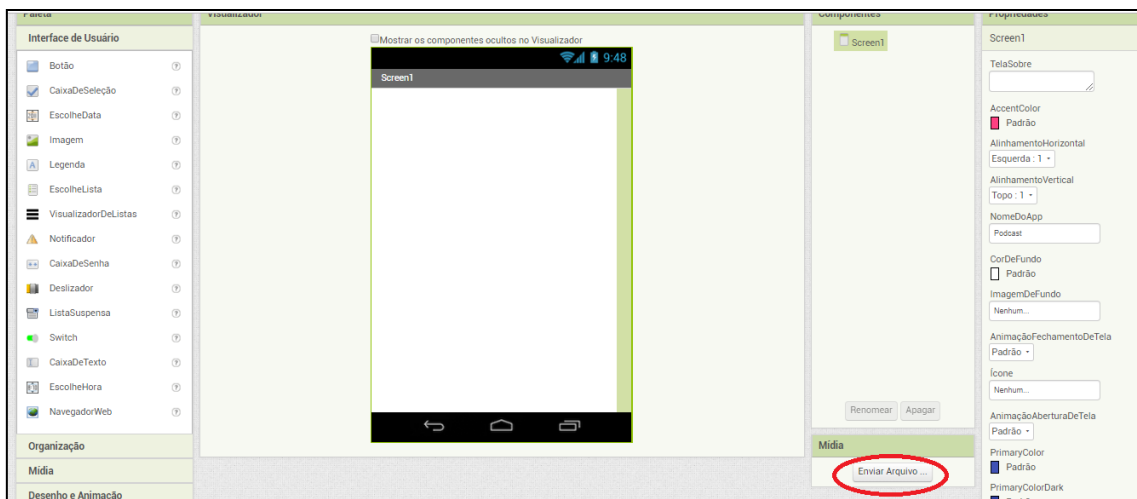 Paleta
Interface de Usuário
Botão
CaixaDeSeleção
EscolheData
Imagem
Legenda
EscolheLista
VisualizadorDeListas
Notificador
CaixaDeSenha
Deslizador
ListaSuspensa
Switch
CaixaDeTexto
EscolheHora
NavegadorWeb
Organização
Mídia
Desenho e Animação
Visualizador
Mostrar os componentes ocultos no Visualizador
9:48
Screen1
Componentes
Screen1
Renomear Apagar
Mídia
Enviar Arquivo ...
Propriedades
Screen1
TelaSobre
AccentColor
Padrão
AlinhamentoHorizontal
Esquerda : 1
AlinhamentoVertical
Topo : 1
NomeDoApp
Podcast
CorDeFundo
Padrão
ImagemDeFundo
Nenhum...
AnimaçãoFechamentoDeTela
Padrão
Ícone
Nenhum...
AnimaçãoAberturaDeTela
Padrão
PrimaryColor
Padrão
PrimaryColorDark